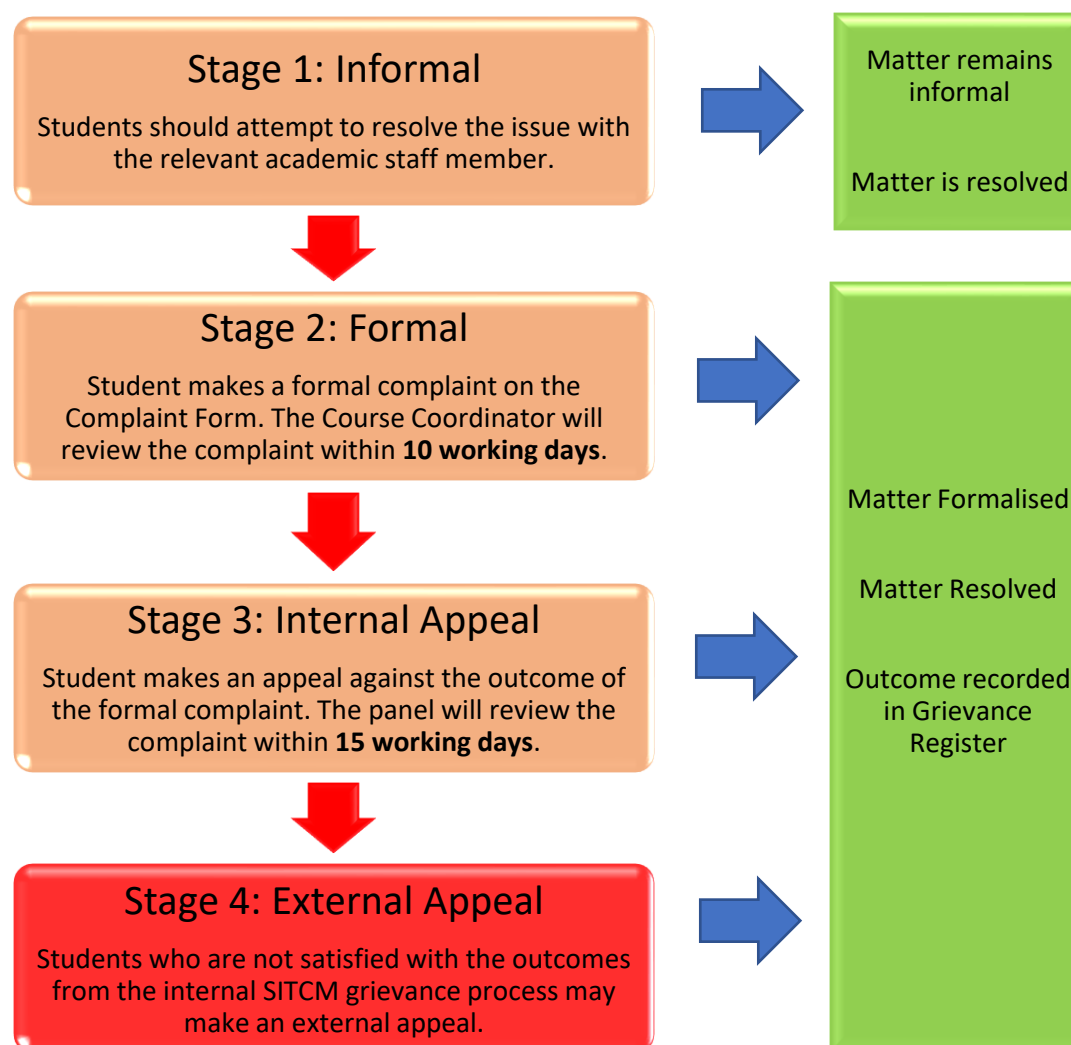 Stage 1: Informal
Students should attempt to resolve the issue with
the relevant academic staff member.
Matter remains
informal
Matter is resolved
Stage 2: Formal
Student makes a formal complaint on the
Complaint Form. The Course Coordinator will
review the complaint within 10 working days.
Stage 3: Internal Appeal
Student makes an appeal against the outcome of
the formal complaint. The panel will review the
complaint within 15 working days.
Stage 4: External Appeal
Students who are not satisfied with the outcomes
from the internal SITCM grievance process may
make an external appeal.
Matter Formalised
Matter Resolved
Outcome recorded
in Grievance
Register